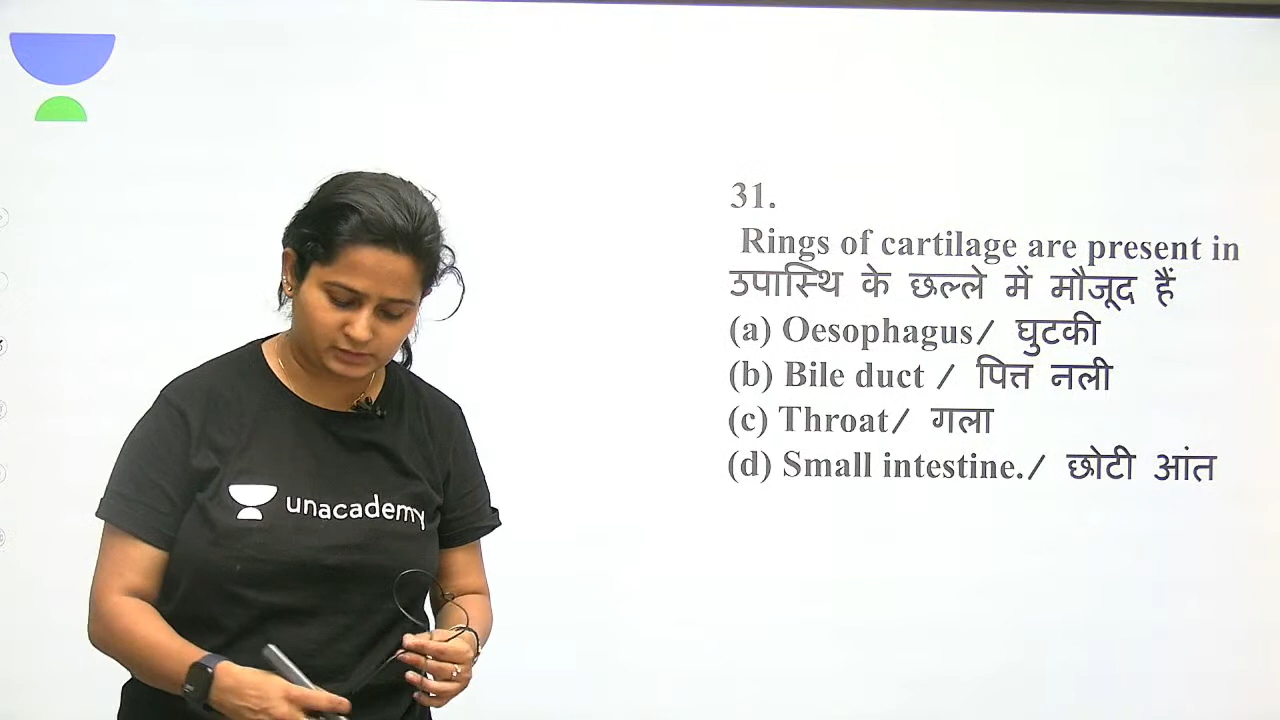 31.
Rings of cartilage are present in
उपास्थि के छल्ले में मौजूद हैं
(a) Oesophagus/ घुटकी
(b) Bile duct / पित्त नली
(c) Throat/ गला
(d) Small intestine./ छोटी आंत
unacademy